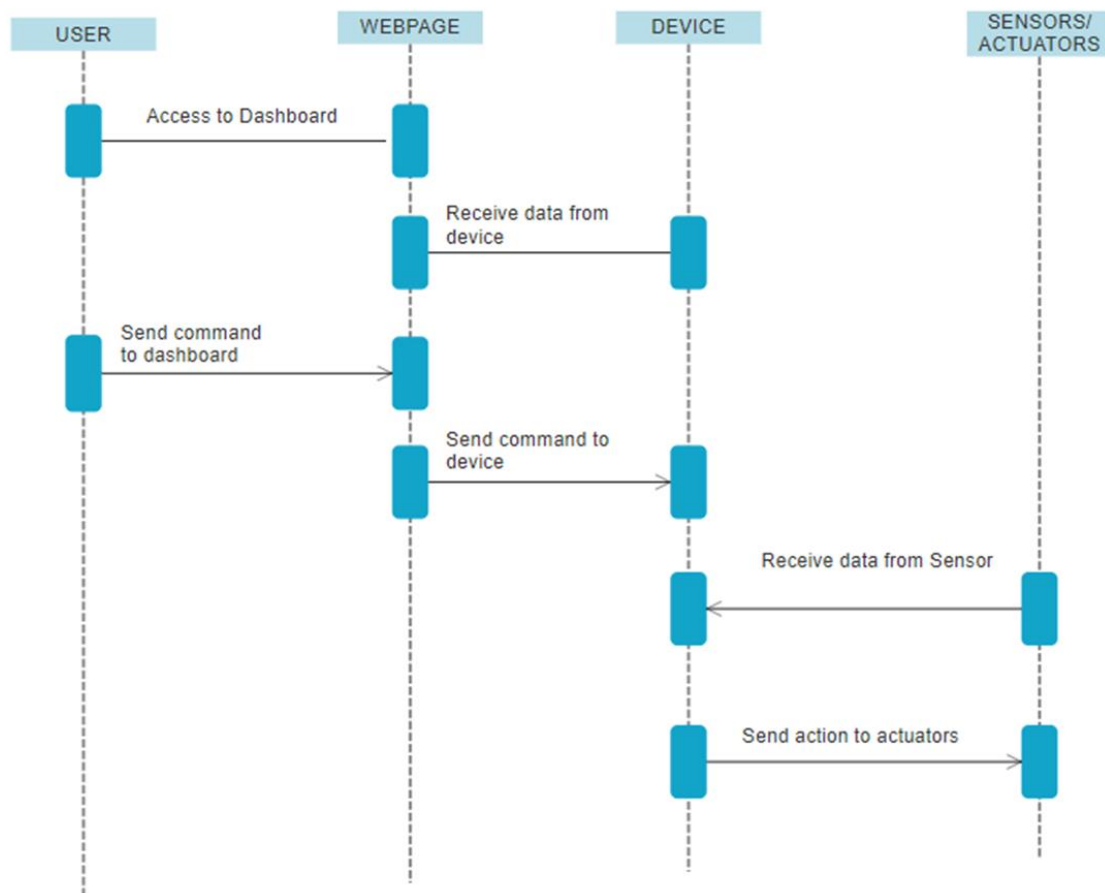 USER
WEBPAGE
DEVICE
SENSORS/
ACTUATORS
Access to Dashboard
Receive data from
device
Send command
to dashboard
Send command to
device
Receive data from Sensor
Send action to actuators